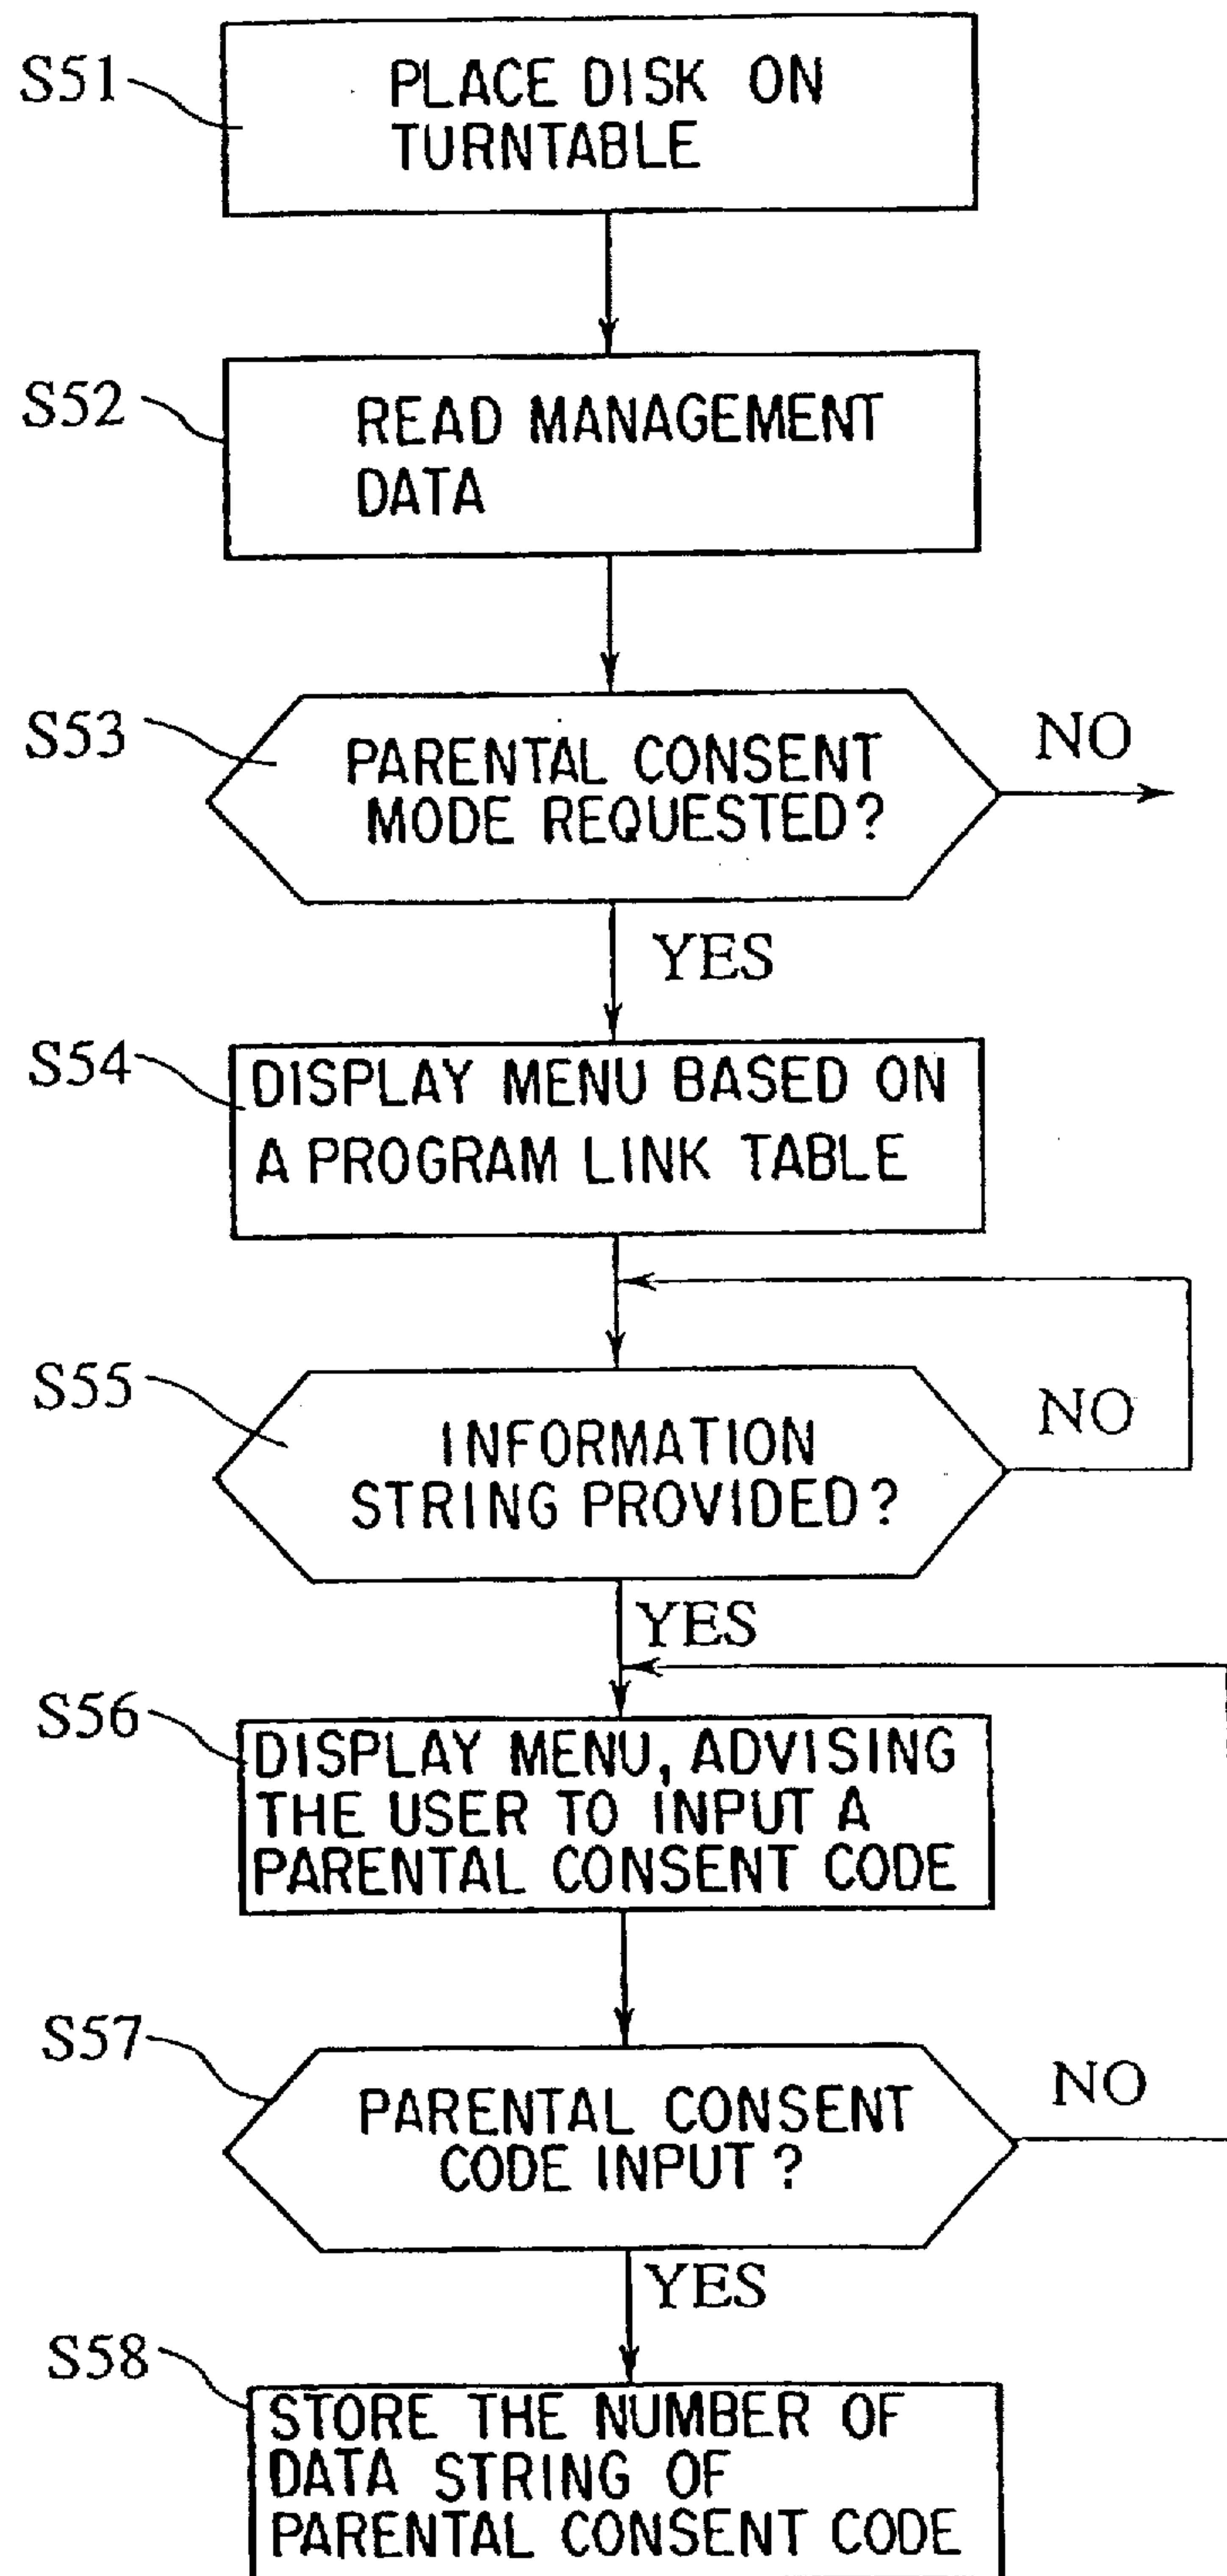 S51
PLACE DISK ON
TURNTABLE
S52
READ MANAGEMENT
DATA
S53
PARENTAL CONSENT
MODE REQUESTED?
NO
YES
S54
DISPLAY MENU BASED ON
A PROGRAM LINK TABLE
S55
INFORMATION
STRING PROVIDED?
NO
YES
S56
DISPLAY MENU, ADVISING
THE USER TO INPUT A
PARENTAL CONSENT CODE
S57
PARENTAL CONSENT
CODE INPUT?
NO
YES
S58
STORE THE NUMBER OF
DATA STRING OF
PARENTAL CONSENT CODE